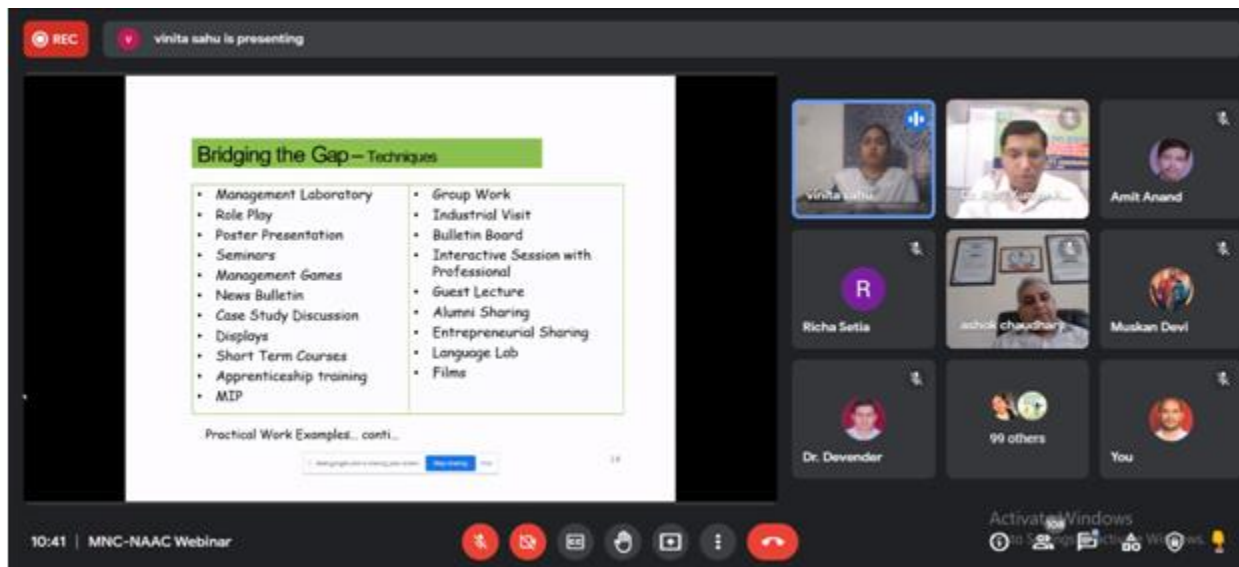 REC
v
vinita sahu is presenting
Bridging the Gap – Techniques
• Management Laboratory
• Role Play
• Poster Presentation
• Seminars
• Management Games
• News Bulletin
• Case Study Discussion
• Displays
• Short Term Courses
• Apprenticeship training
• MIP
• Group Work
• Industrial Visit
• Bulletin Board
• Interactive Session with
Professional
• Guest Lecture
• Alumni Sharing
• Entrepreneurial Sharing
• Language Lab
• Films
Practical Work Examples... conti...
Stop sharing
Hide
vinita sahu
Amit Anand
R
Richa Setia
ashok chaudhary
Muskan Devi
Dr. Devender
99 others
You
10:41 | MNC-NAAC Webinar
CC
108
Activate Windows